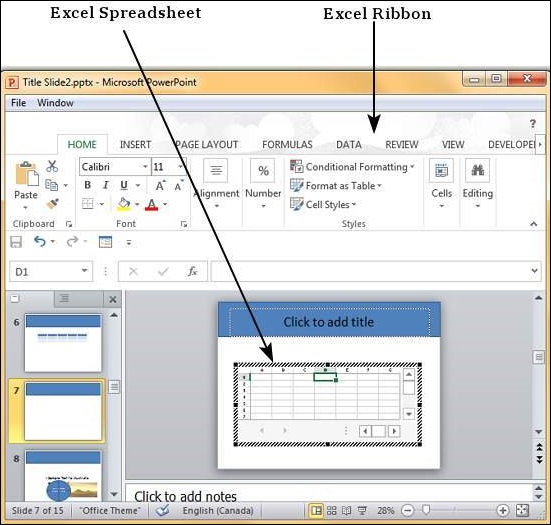 Excel Spreadsheet Excel Ribbon
Title Slide2.pptx - Microsoft PowerPoint
File Window
?
HOME INSERT PAGE LAYOUT FORMULAS DATA REVIEW VIEW DEVELOPER
Calibri 11
Paste
B I U A A
A
Alignment
%
Number
Conditional Formatting
Format as Table
Cell Styles
Cells
Editing
Clipboard Font Styles
D1 fx
6
7
8
Click to add title
A B C D E F G
Click to add notes
Slide 7 of 15 "Office Theme" English (Canada) 28%